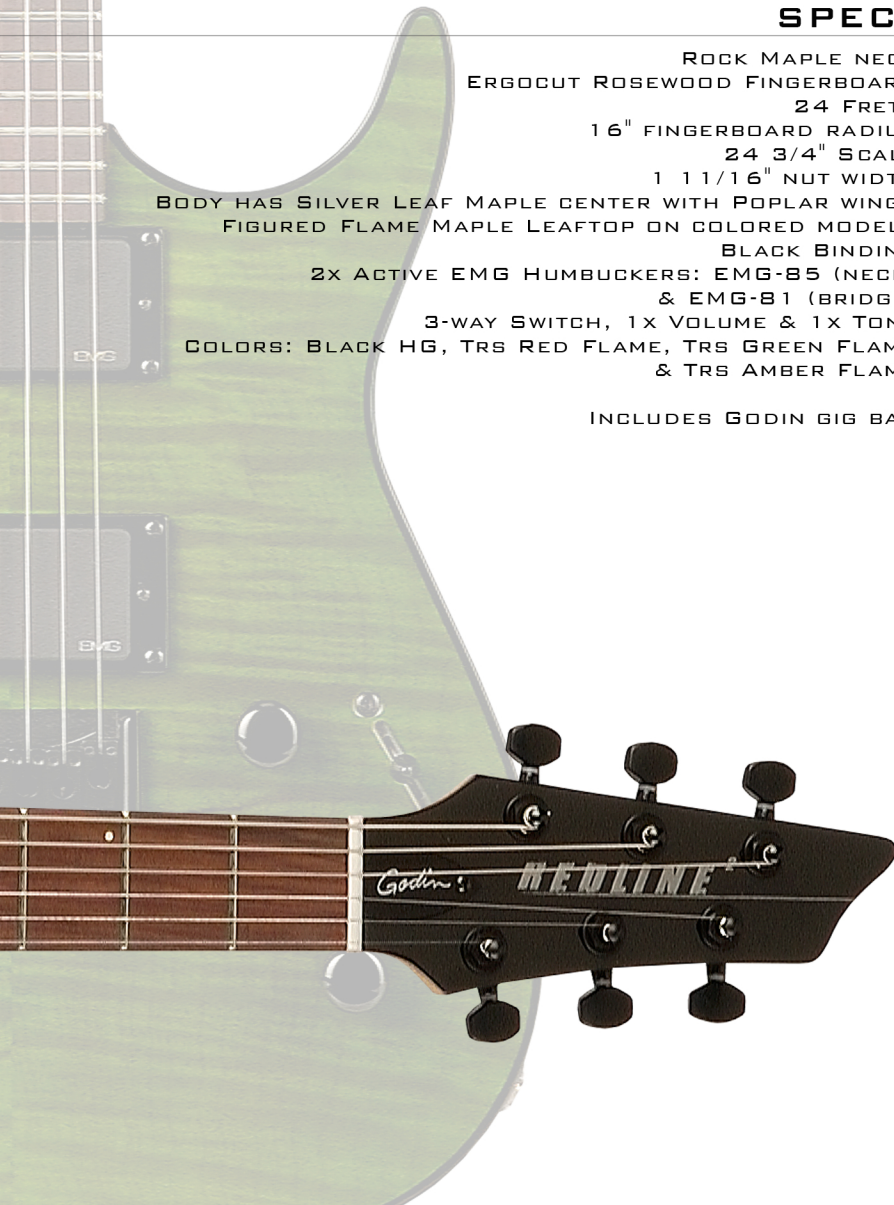 SPEC
ROCK MAPLE NEC
ERGOCUT ROSEWOOD FINGERBOAR
24 FRET
16" FINGERBOARD RADIU
24 3/4" SCAL
1 11/16" NUT WIDT
BODY HAS SILVER LEAF MAPLE CENTER WITH POPLAR WING
FIGURED FLAME MAPLE LEAFTOP ON COLORED MODEL
BLACK BINDIN
2X ACTIVE EMG HUMBUCKERS: EMG-85 (NECK
& EMG-81 (BRIDG
3-WAY SWITCH, 1X VOLUME & 1X TON
COLORS: BLACK HG, TRS RED FLAME, TRS GREEN FLAM
& TRS AMBER FLAM
INCLUDES GODIN GIG BA
EMG
EMG
Godin
REDLINE 2